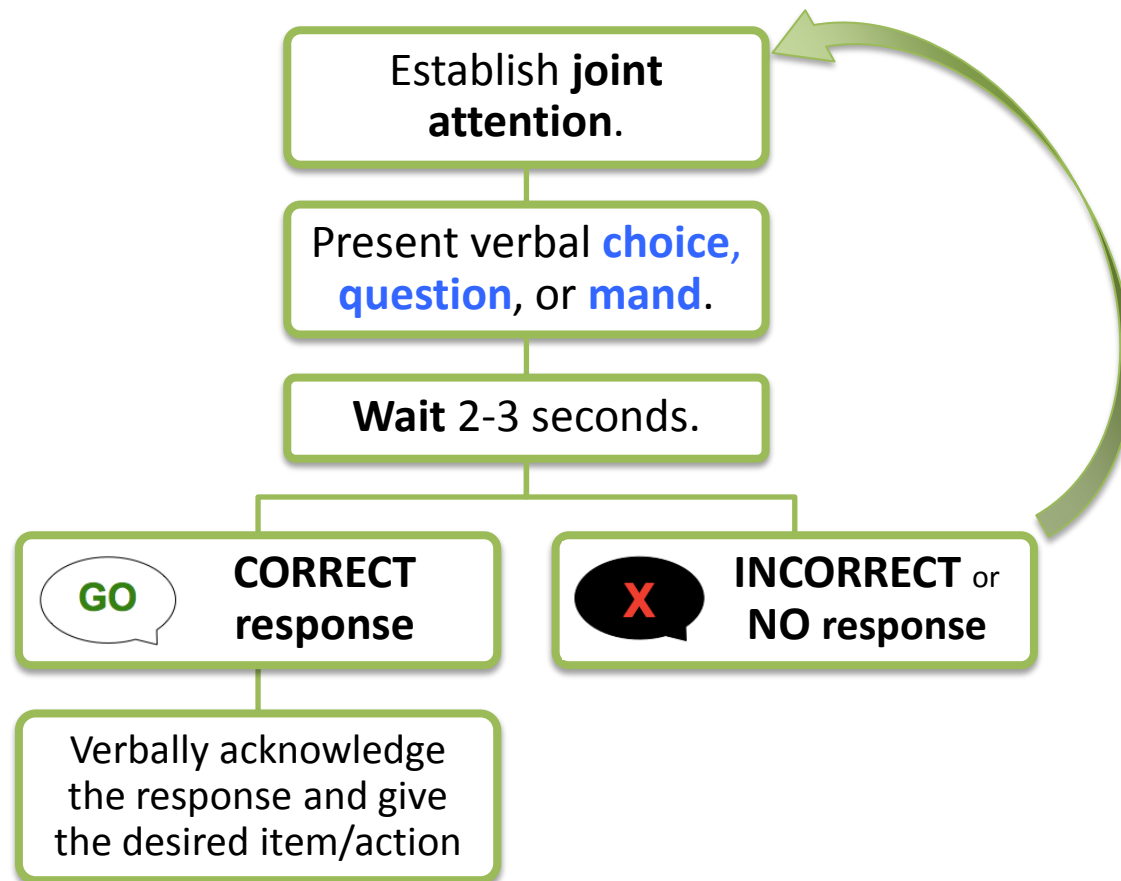 Establish joint
attention.
Present verbal choice,
question, or mand.
Wait 2-3 seconds.
GO
CORRECT
response
X
INCORRECT or
NO response
Verbally acknowledge
the response and give
the desired item/action